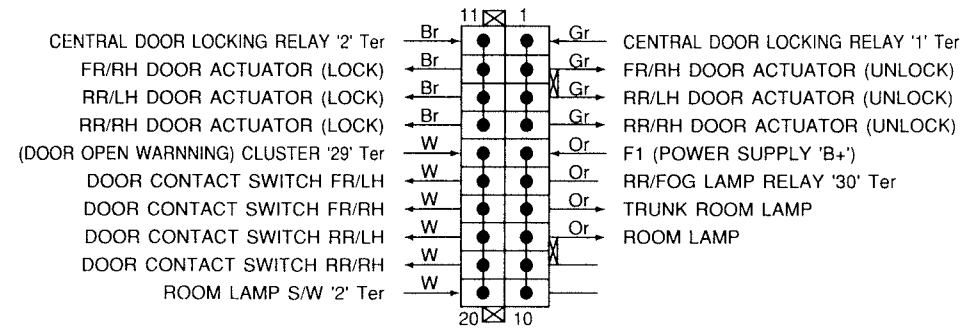 11 1
CENTRAL DOOR LOCKING RELAY '2' Ter Br Gr CENTRAL DOOR LOCKING RELAY '1' Ter
FR/RH DOOR ACTUATOR (LOCK) Br Gr FR/RH DOOR ACTUATOR (UNLOCK)
RR/LH DOOR ACTUATOR (LOCK) Br Gr RR/LH DOOR ACTUATOR (UNLOCK)
RR/RH DOOR ACTUATOR (LOCK) Br Gr RR/RH DOOR ACTUATOR (UNLOCK)
(DOOR OPEN WARNNING) CLUSTER '29' Ter W Or F1 (POWER SUPPLY 'B+')
DOOR CONTACT SWITCH FR/LH W Or RR/FOG LAMP RELAY '30' Ter
DOOR CONTACT SWITCH FR/RH W Or TRUNK ROOM LAMP
DOOR CONTACT SWITCH RR/LH W Or ROOM LAMP
DOOR CONTACT SWITCH RR/RH W
ROOM LAMP S/W '2' Ter W
20 10